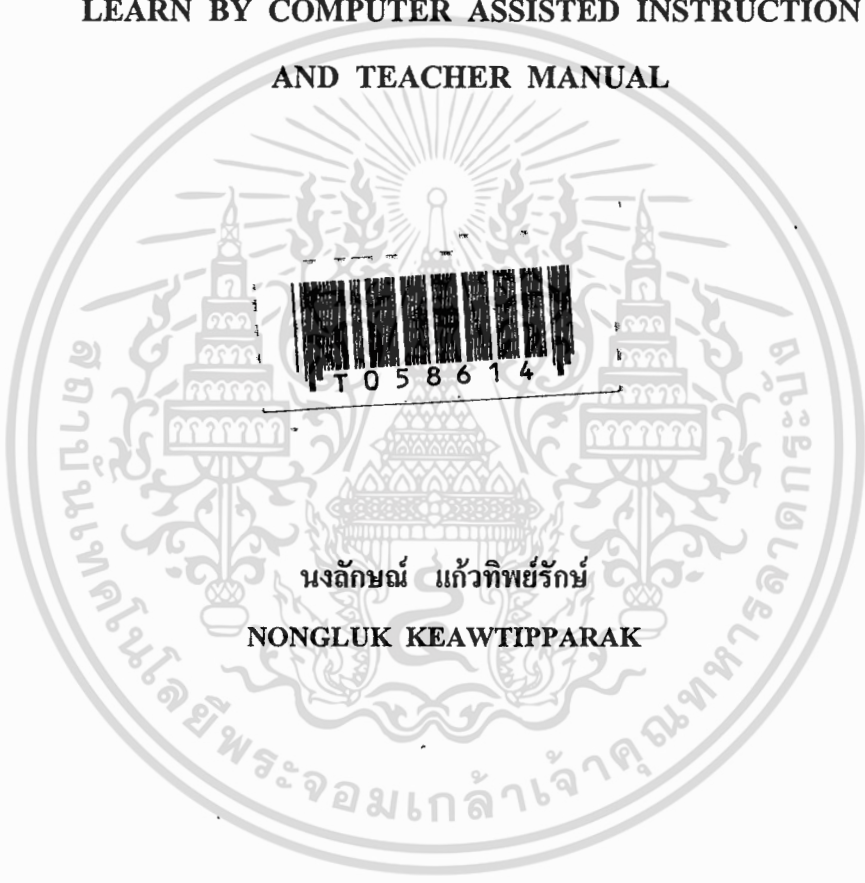 LEARN BY COMPUTER ASSISTED INSTRUCTION
AND TEACHER MANUAL
T058614
นงลักษณ์ แก้วทิพย์รักษ์
NONGLUK KEAWTIPPARAK
สถาบันเทคโนโลยีพระจอมเกล้าเจ้าคุณทหารลาดกระบัง